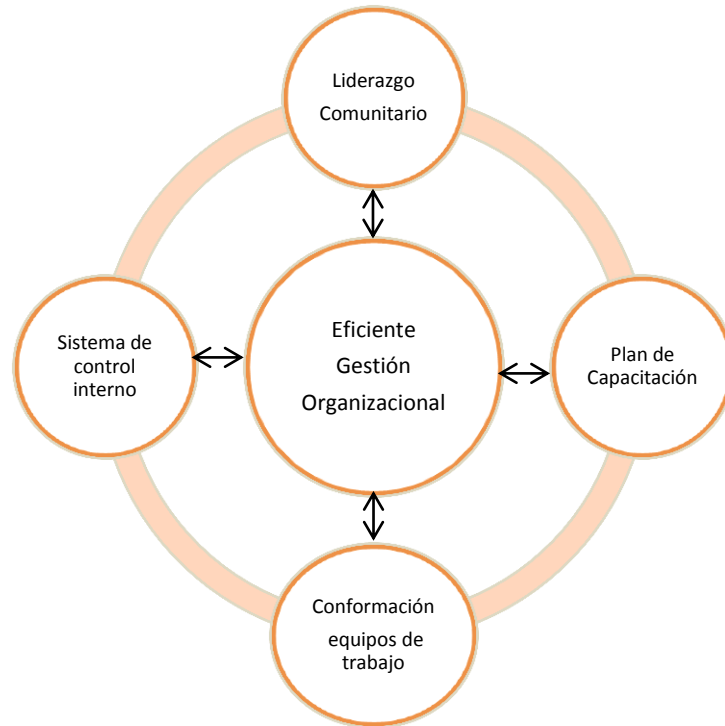 Liderazgo
Comunitario
Sistema de
control
interno
Eficiente
Gestión
Organizacional
Plan de
Capacitación
Conformación
equipos de
trabajo